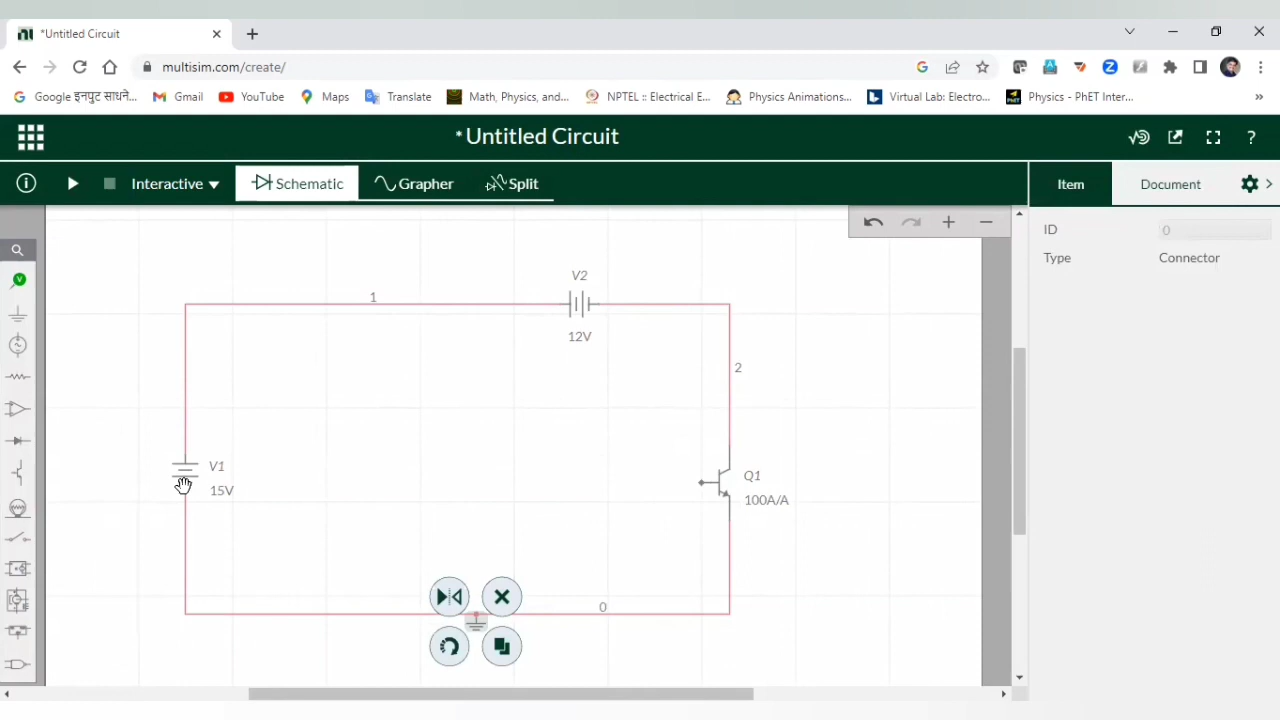 *Untitled Circuit
multisim.com/create/
Google इनपुट साधने...
Gmail
YouTube
Maps
Translate
Math, Physics, and...
NPTEL :: Electrical E...
Physics Animations...
Virtual Lab: Electro...
Physics - PhET Inter...
»
*Untitled Circuit
?
Interactive
Schematic
Grapher
Split
Item
Document
ID
0
Type
Connector
V2
12V
1
2
V1
15V
Q1
100A/A
0